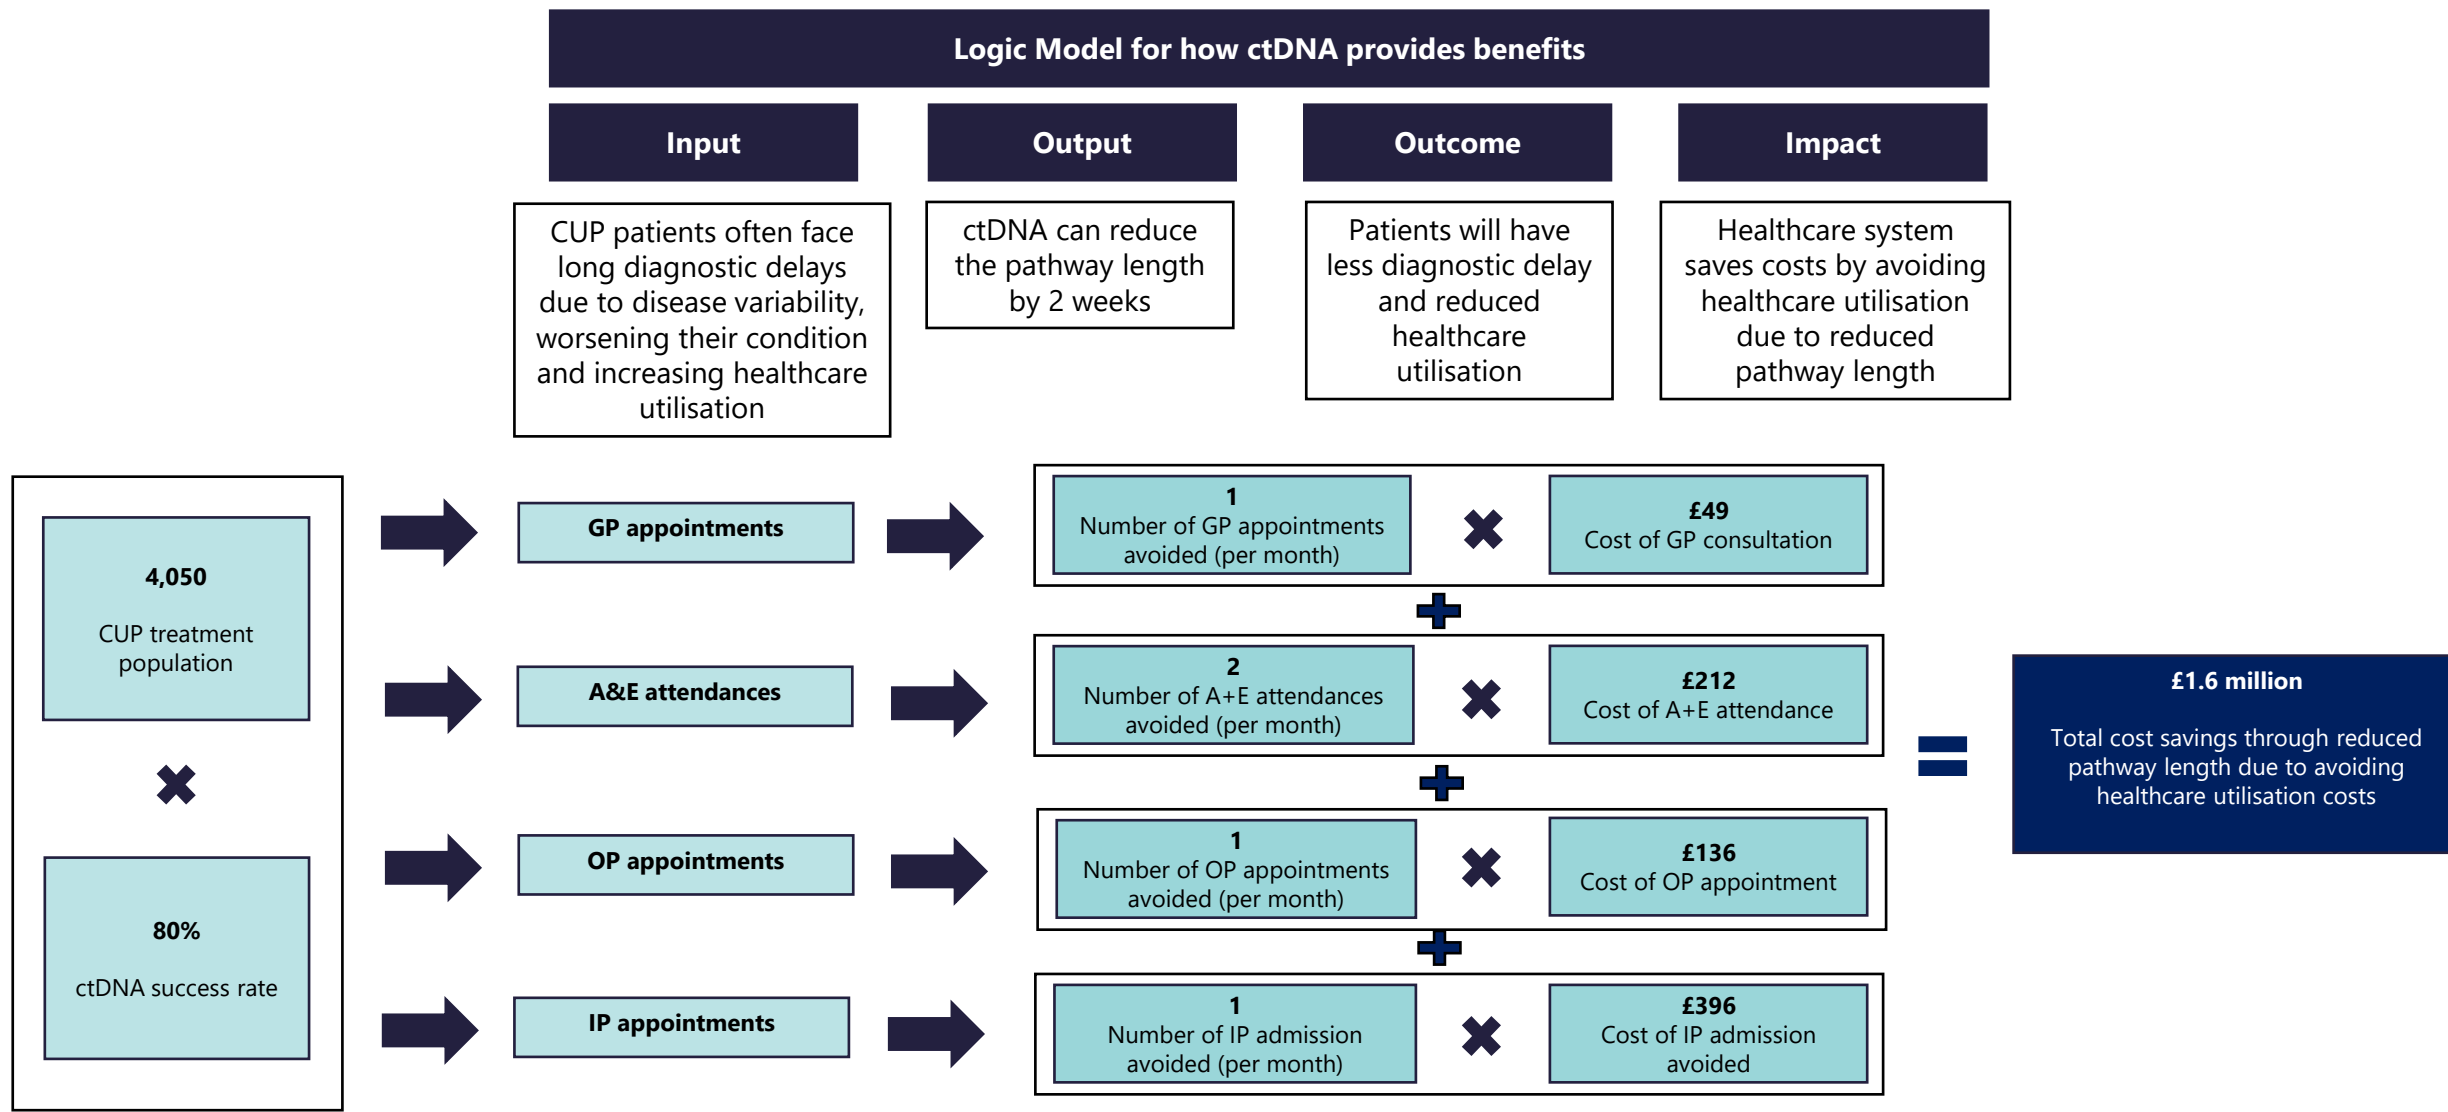 Logic Model for how ctDNA provides benefits
Input
Output
Outcome
Impact
CUP patients often face
long diagnostic delays
due to disease variability,
worsening their condition
and increasing healthcare
utilisation
ctDNA can reduce
the pathway length
by 2 weeks
Patients will have
less diagnostic delay
and reduced
healthcare
utilisation
Healthcare system
saves costs by avoiding
healthcare utilisation
due to reduced
pathway length
4,050
CUP treatment
population
80%
ctDNA success rate
GP appointments
1
Number of GP appointments
avoided (per month)
£49
Cost of GP consultation
A&E attendances
2
Number of A+E attendances
avoided (per month)
£212
Cost of A+E attendance
OP appointments
1
Number of OP appointments
avoided (per month)
£136
Cost of OP appointment
IP appointments
1
Number of IP admission
avoided (per month)
£396
Cost of IP admission
avoided
£1.6 million
Total cost savings through reduced
pathway length due to avoiding
healthcare utilisation costs